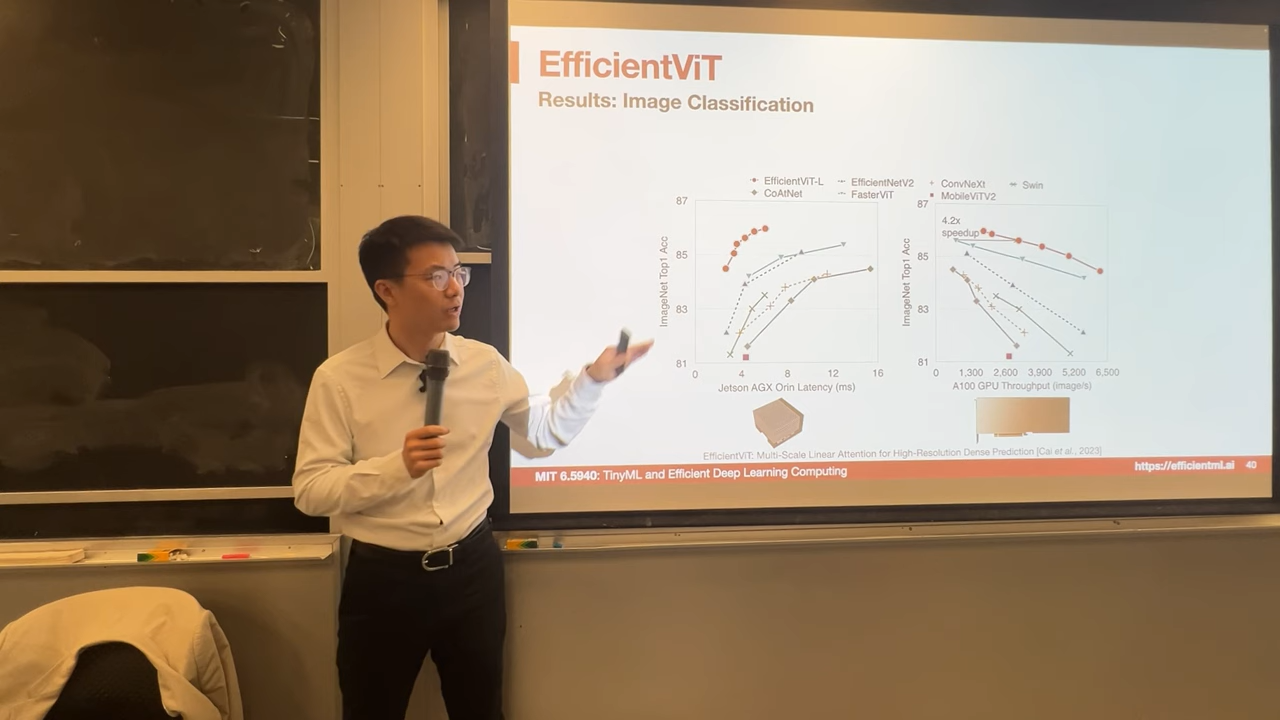 EfficientViT
Results: Image Classification
EfficientViT-L EfficientNetV2 ConvNeXt Swin
CoAtNet FasterViT MobileViTV2
87
85
83
81
ImageNet Top1 Acc
0 4 8 12 16
Jetson AGX Orin Latency (ms)
87
85
83
81
ImageNet Top1 Acc
4.2x
speedup
0 1,300 2,600 3,900 5,200 6,500
A100 GPU Throughput (image/s)
EfficientViT: Multi-Scale Linear Attention for High-Resolution Dense Prediction [Cai et al., 2023]
MIT 6.5940: TinyML and Efficient Deep Learning Computing
https://efficientml.ai 40